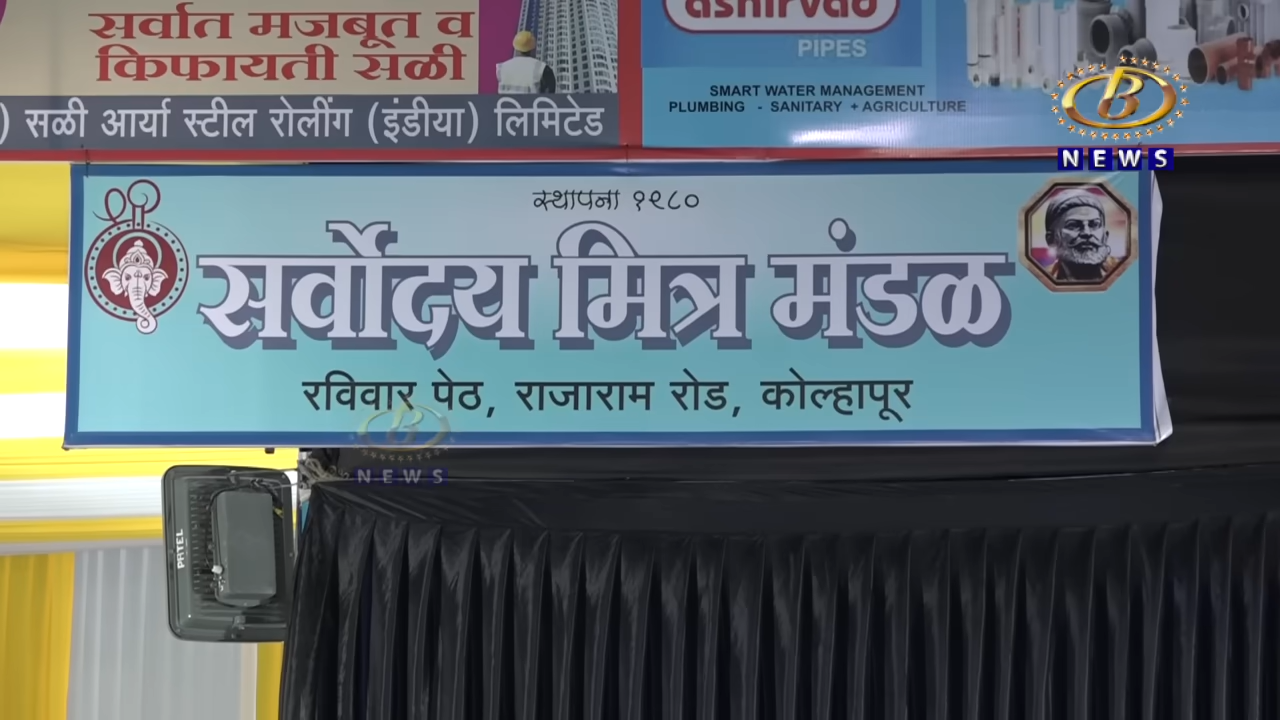 सर्वात मजबूत व
किफायती सळी
) सळी आर्या स्टील रोलींग (इंडीया) लिमिटेड
ashirvad
PIPES
SMART WATER MANAGEMENT
PLUMBING - SANITARY + AGRICULTURE
B
NEWS
स्थापना १९८०
सर्वोदय मित्र मंडळ
रविवार पेठ, राजाराम रोड, कोल्हापूर
B
NEWS
PATEL